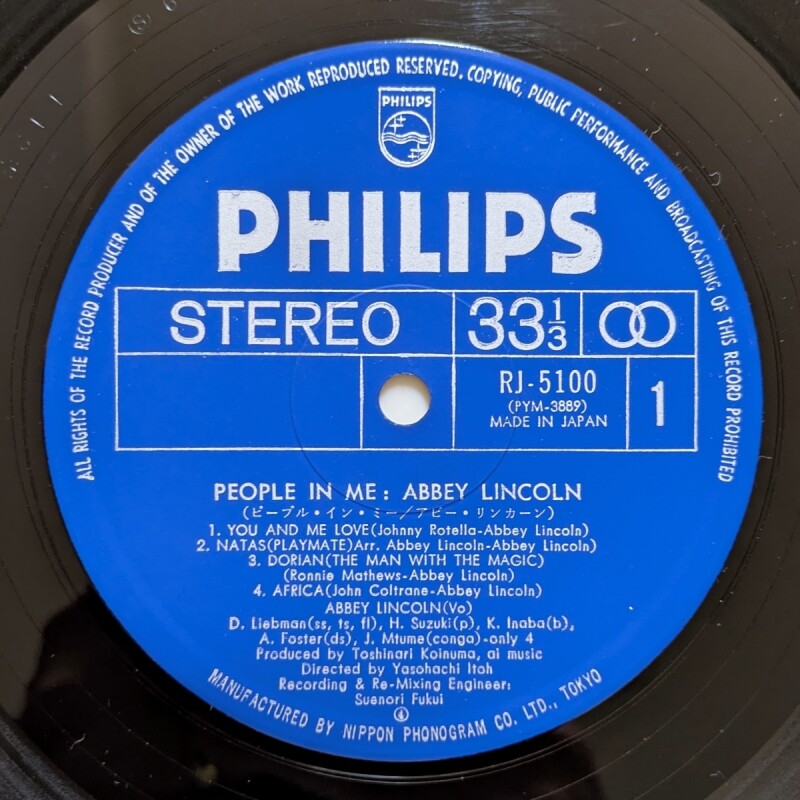 ALL RIGHTS OF THE RECORD PRODUCER AND OF THE OWNER OF THE WORK REPRODUCED RESERVED. COPYING, PUBLIC PERFORMANCE AND BROADCASTING OF THIS RECORD PROHIBITED
PHILIPS
PHILIPS
STEREO 33 1/3
RJ-5100
(PYM-3889)
MADE IN JAPAN
1
PEOPLE IN ME: ABBEY LINCOLN
(ピープル・イン・ミー/アビー・リンカーン)
1. YOU AND ME LOVE(Johnny Rotella-Abbey Lincoln)
2. NATAS(PLAYMATE)Arr. Abbey Lincoln-Abbey Lincoln)
3. DORIAN(THE MAN WITH THE MAGIC)
(Ronnie Mathews-Abbey Lincoln)
4. AFRICA(John Coltrane-Abbey Lincoln)
ABBEY LINCOLN(Vo)
D. Liebman(ss, ts, fl), H. Suzuki(p), K. Inaba(b),
A. Foster(ds), J. Mtume(conga)-only 4
Produced by Toshinari Koinuma, ai music
Directed by Yasohachi Itoh
Recording & Re-Mixing Engineer:
Suenori Fukui
MANUFACTURED BY NIPPON PHONOGRAM CO. LTD., TOKYO